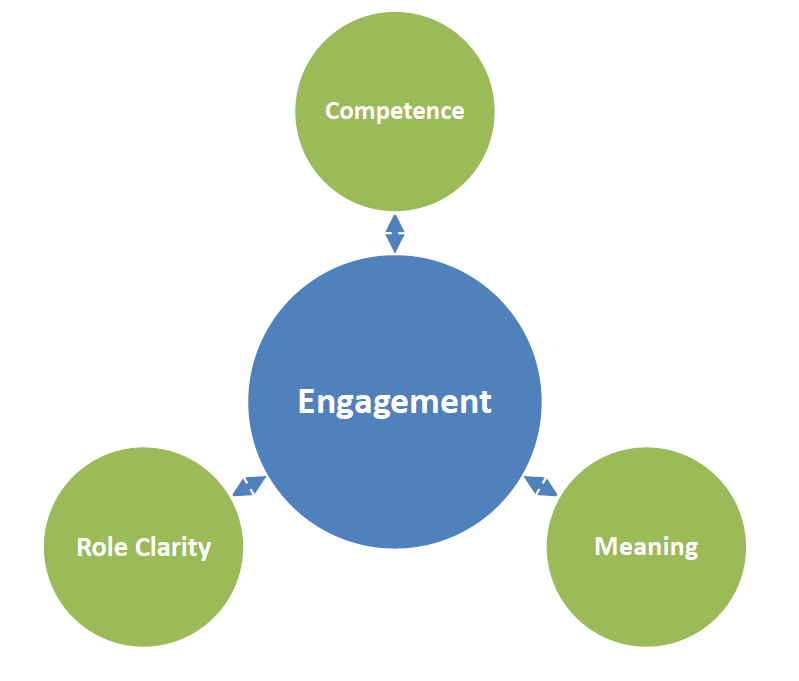 Competence
Engagement
Role Clarity
Meaning